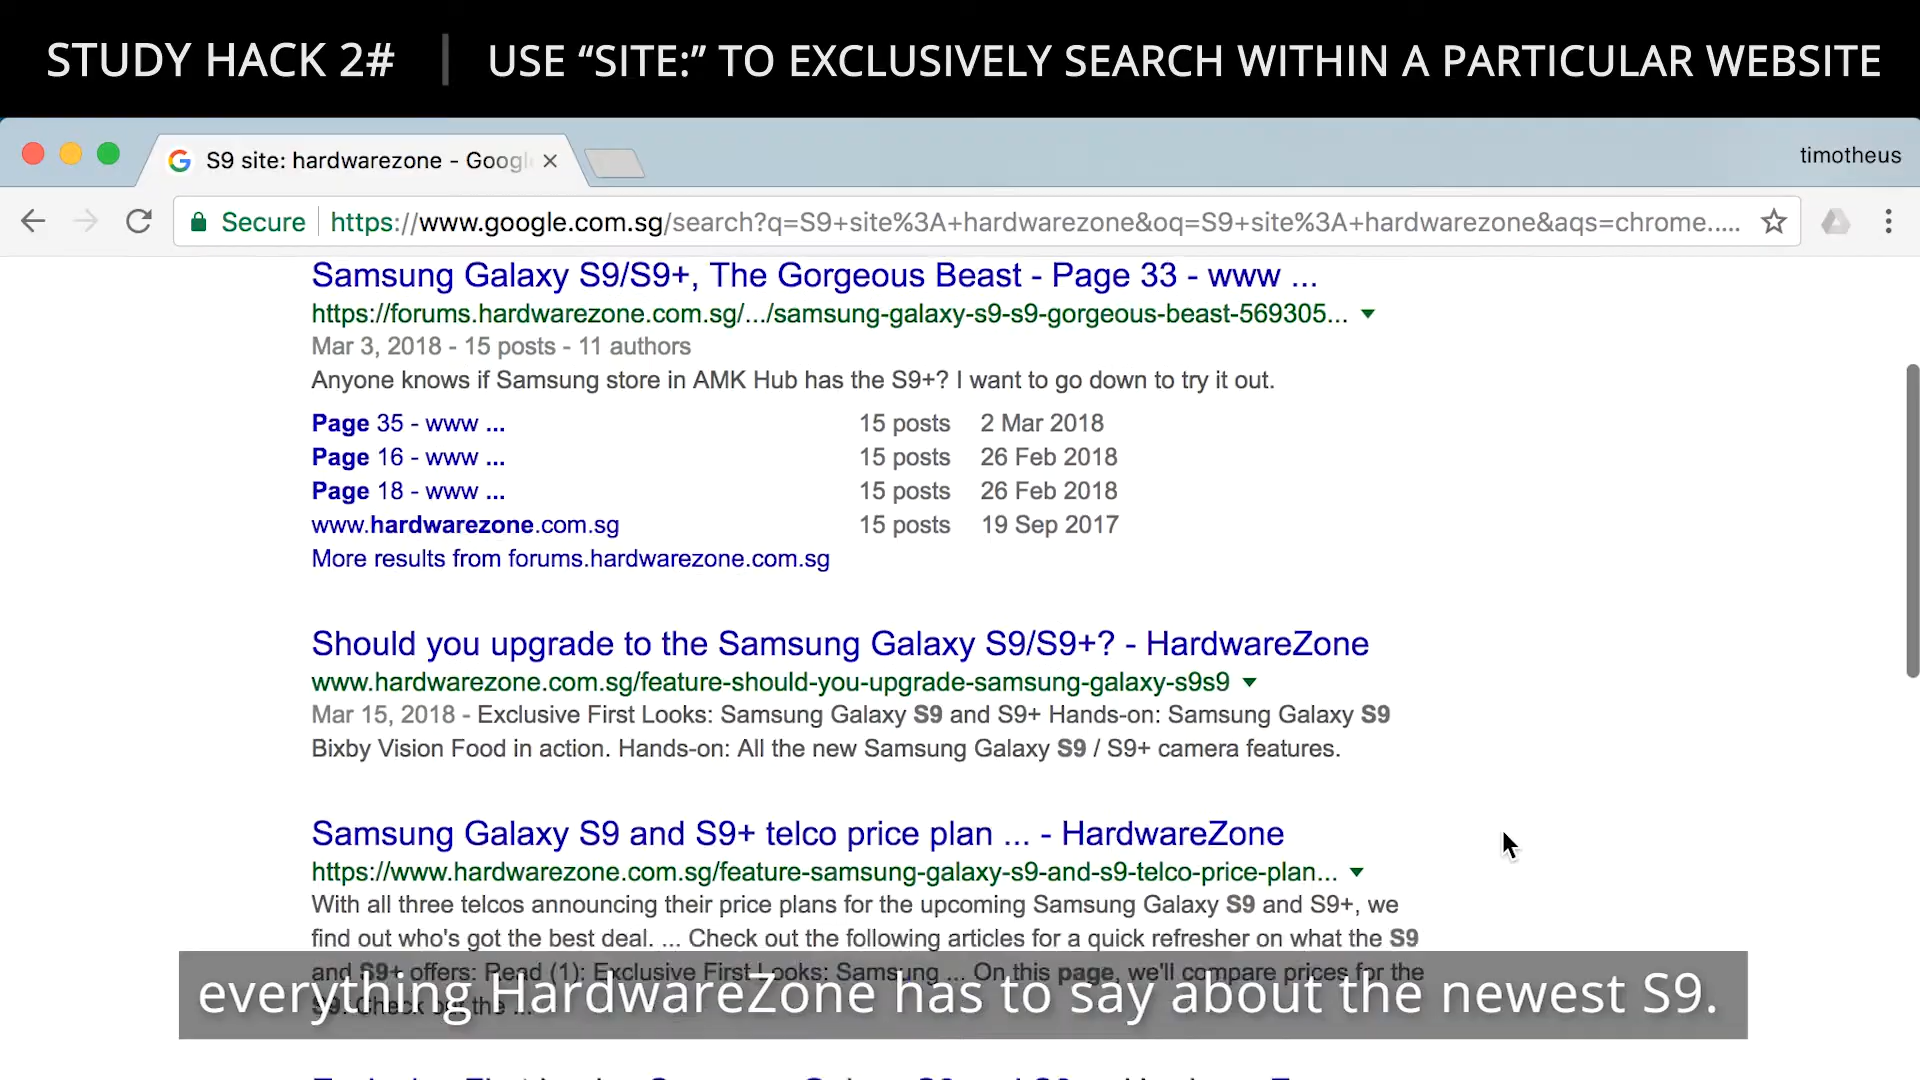 STUDY HACK 2# | USE “SITE:” TO EXCLUSIVELY SEARCH WITHIN A PARTICULAR WEBSITE
S9 site: hardwarezone - Googl
timotheus
Secure https://www.google.com.sg/search?q=S9+site%3A+hardwarezone&oq=S9+site%3A+hardwarezone&aqs=chrome.....
Samsung Galaxy S9/S9+, The Gorgeous Beast - Page 33 - www ...
https://forums.hardwarezone.com.sg/.../samsung-galaxy-s9-s9-gorgeous-beast-569305...
Mar 3, 2018 - 15 posts - 11 authors
Anyone knows if Samsung store in AMK Hub has the S9+? I want to go down to try it out.
Page 35 - www ... 15 posts 2 Mar 2018
Page 16 - www ... 15 posts 26 Feb 2018
Page 18 - www ... 15 posts 26 Feb 2018
www.hardwarezone.com.sg 15 posts 19 Sep 2017
More results from forums.hardwarezone.com.sg
Should you upgrade to the Samsung Galaxy S9/S9+? - HardwareZone
www.hardwarezone.com.sg/feature-should-you-upgrade-samsung-galaxy-s9s9
Mar 15, 2018 - Exclusive First Looks: Samsung Galaxy S9 and S9+ Hands-on: Samsung Galaxy S9
Bixby Vision Food in action. Hands-on: All the new Samsung Galaxy S9 / S9+ camera features.
Samsung Galaxy S9 and S9+ telco price plan ... - HardwareZone
https://www.hardwarezone.com.sg/feature-samsung-galaxy-s9-and-s9-telco-price-plan...
With all three telcos announcing their price plans for the upcoming Samsung Galaxy S9 and S9+, we
find out who's got the best deal. ... Check out the following articles for a quick refresher on what the S9
and S9+ offers: Read (1): Exclusive First Looks: Samsung ... On this page, we'll compare prices for the
S9. Check out the ...
everything HardwareZone has to say about the newest S9.